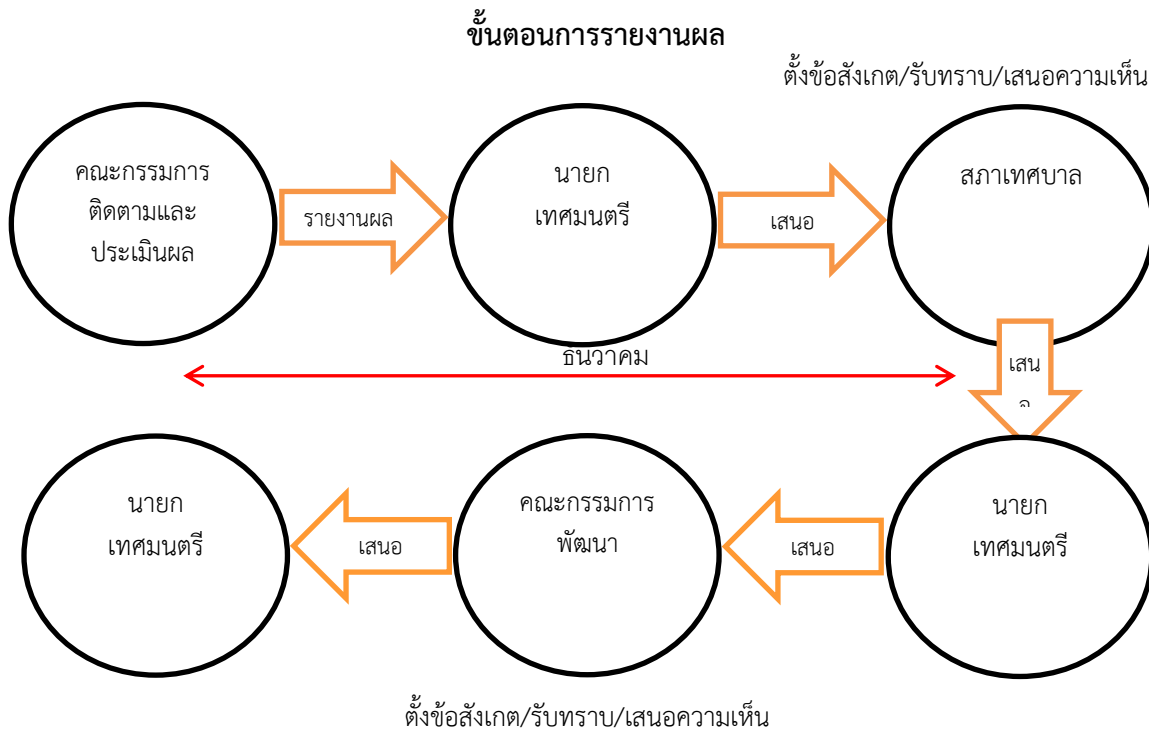 ขั้นตอนการรายงานผล
ตั้งข้อสังเกต/รับทราบ/เสนอความเห็น
คณะกรรมการ
ติดตามและ
ประเมินผล
รายงานผล
นายก
เทศมนตรี
เสนอ
สภาเทศบาล
ธันวาคม
เสน
อ
นายก
เทศมนตรี
เสนอ
คณะกรรมการ
พัฒนา
เสนอ
นายก
เทศมนตรี
ตั้งข้อสังเกต/รับทราบ/เสนอความเห็น